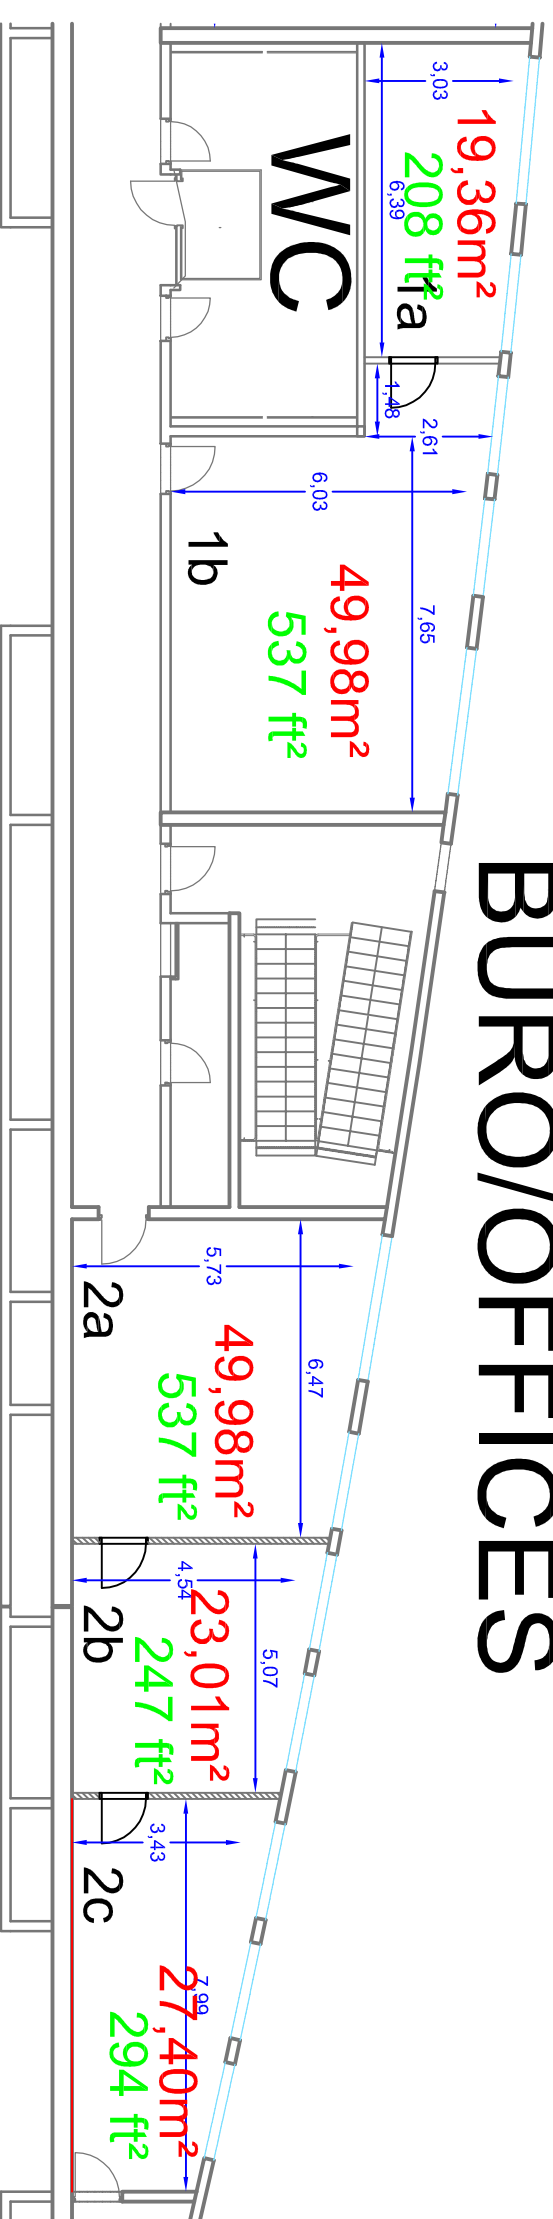 BURO/OFFICES
3,03
19,36m²
208 ft²
6,39
1a
WC
1,48
2,61
6,03
1b
7,65
49,98m²
537 ft²
5,73
2a
6,47
49,98m²
537 ft²
4,54
2b
5,07
23,01m²
247 ft²
3,43
2c
7,99
27,40m²
294 ft²